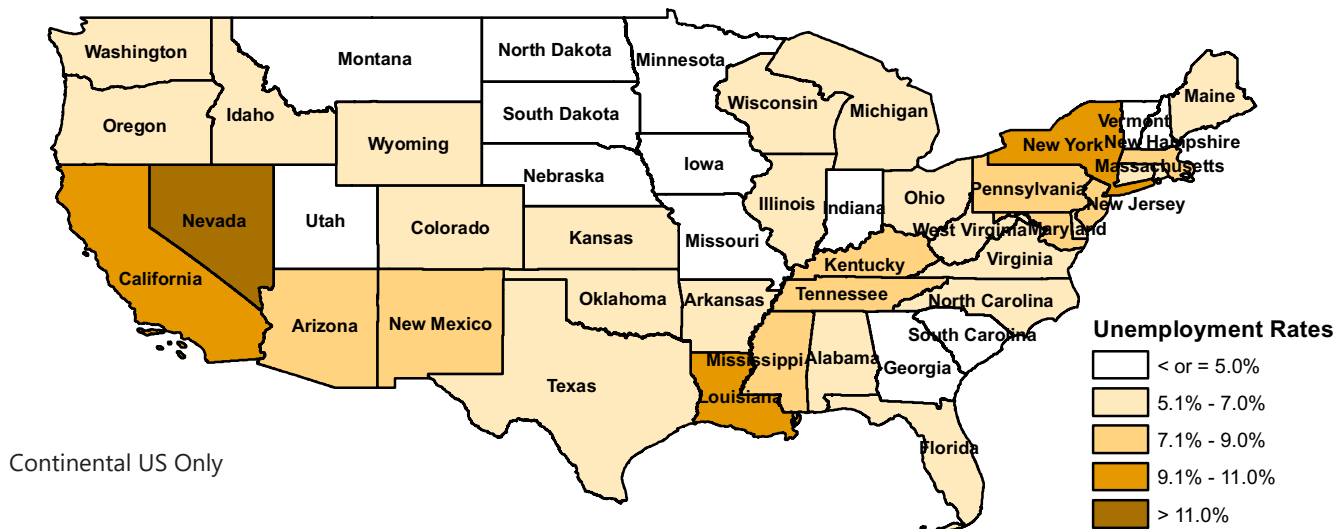 Washington
Montana
North Dakota
Minnesota
Oregon
Idaho
Wyoming
South Dakota
Wisconsin
Michigan
Maine
Vermont
New Hampshire
New York
Massachusetts
Iowa
Nebraska
Nevada
Utah
Colorado
Kansas
Missouri
Illinois
Indiana
Ohio
Pennsylvania
New Jersey
West Virginia
Maryland
Virginia
California
Arizona
New Mexico
Oklahoma
Arkansas
Kentucky
Tennessee
North Carolina
South Carolina
Texas
Louisiana
Mississippi
Alabama
Georgia
Florida
Unemployment Rates
< or = 5.0%
5.1% - 7.0%
7.1% - 9.0%
9.1% - 11.0%
> 11.0%
Continental US Only